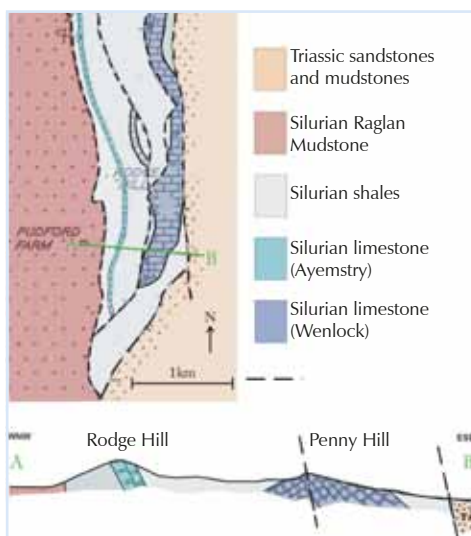 Triassic sandstones
and mudstones
Silurian Raglan
Mudstone
Silurian shales
PUDFORD
FARM
A
B
Silurian limestone
(Ayemstry)
Silurian limestone
(Wenlock)
N
1km
Rodge Hill
Penny Hill
A
B